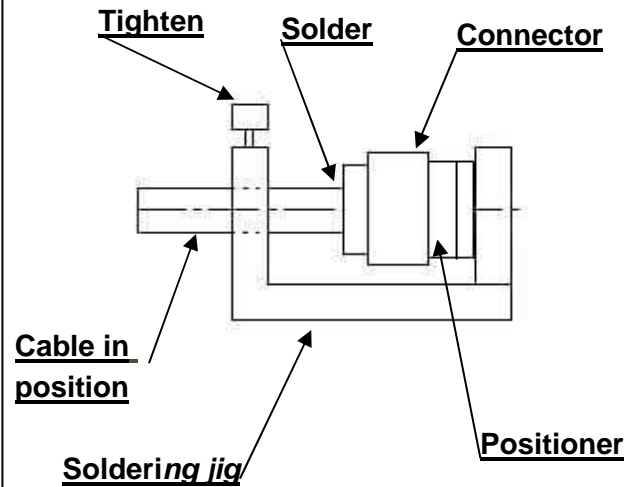 Tighten
Solder
Connector
Cable in
position
Positioner
Soldering jig